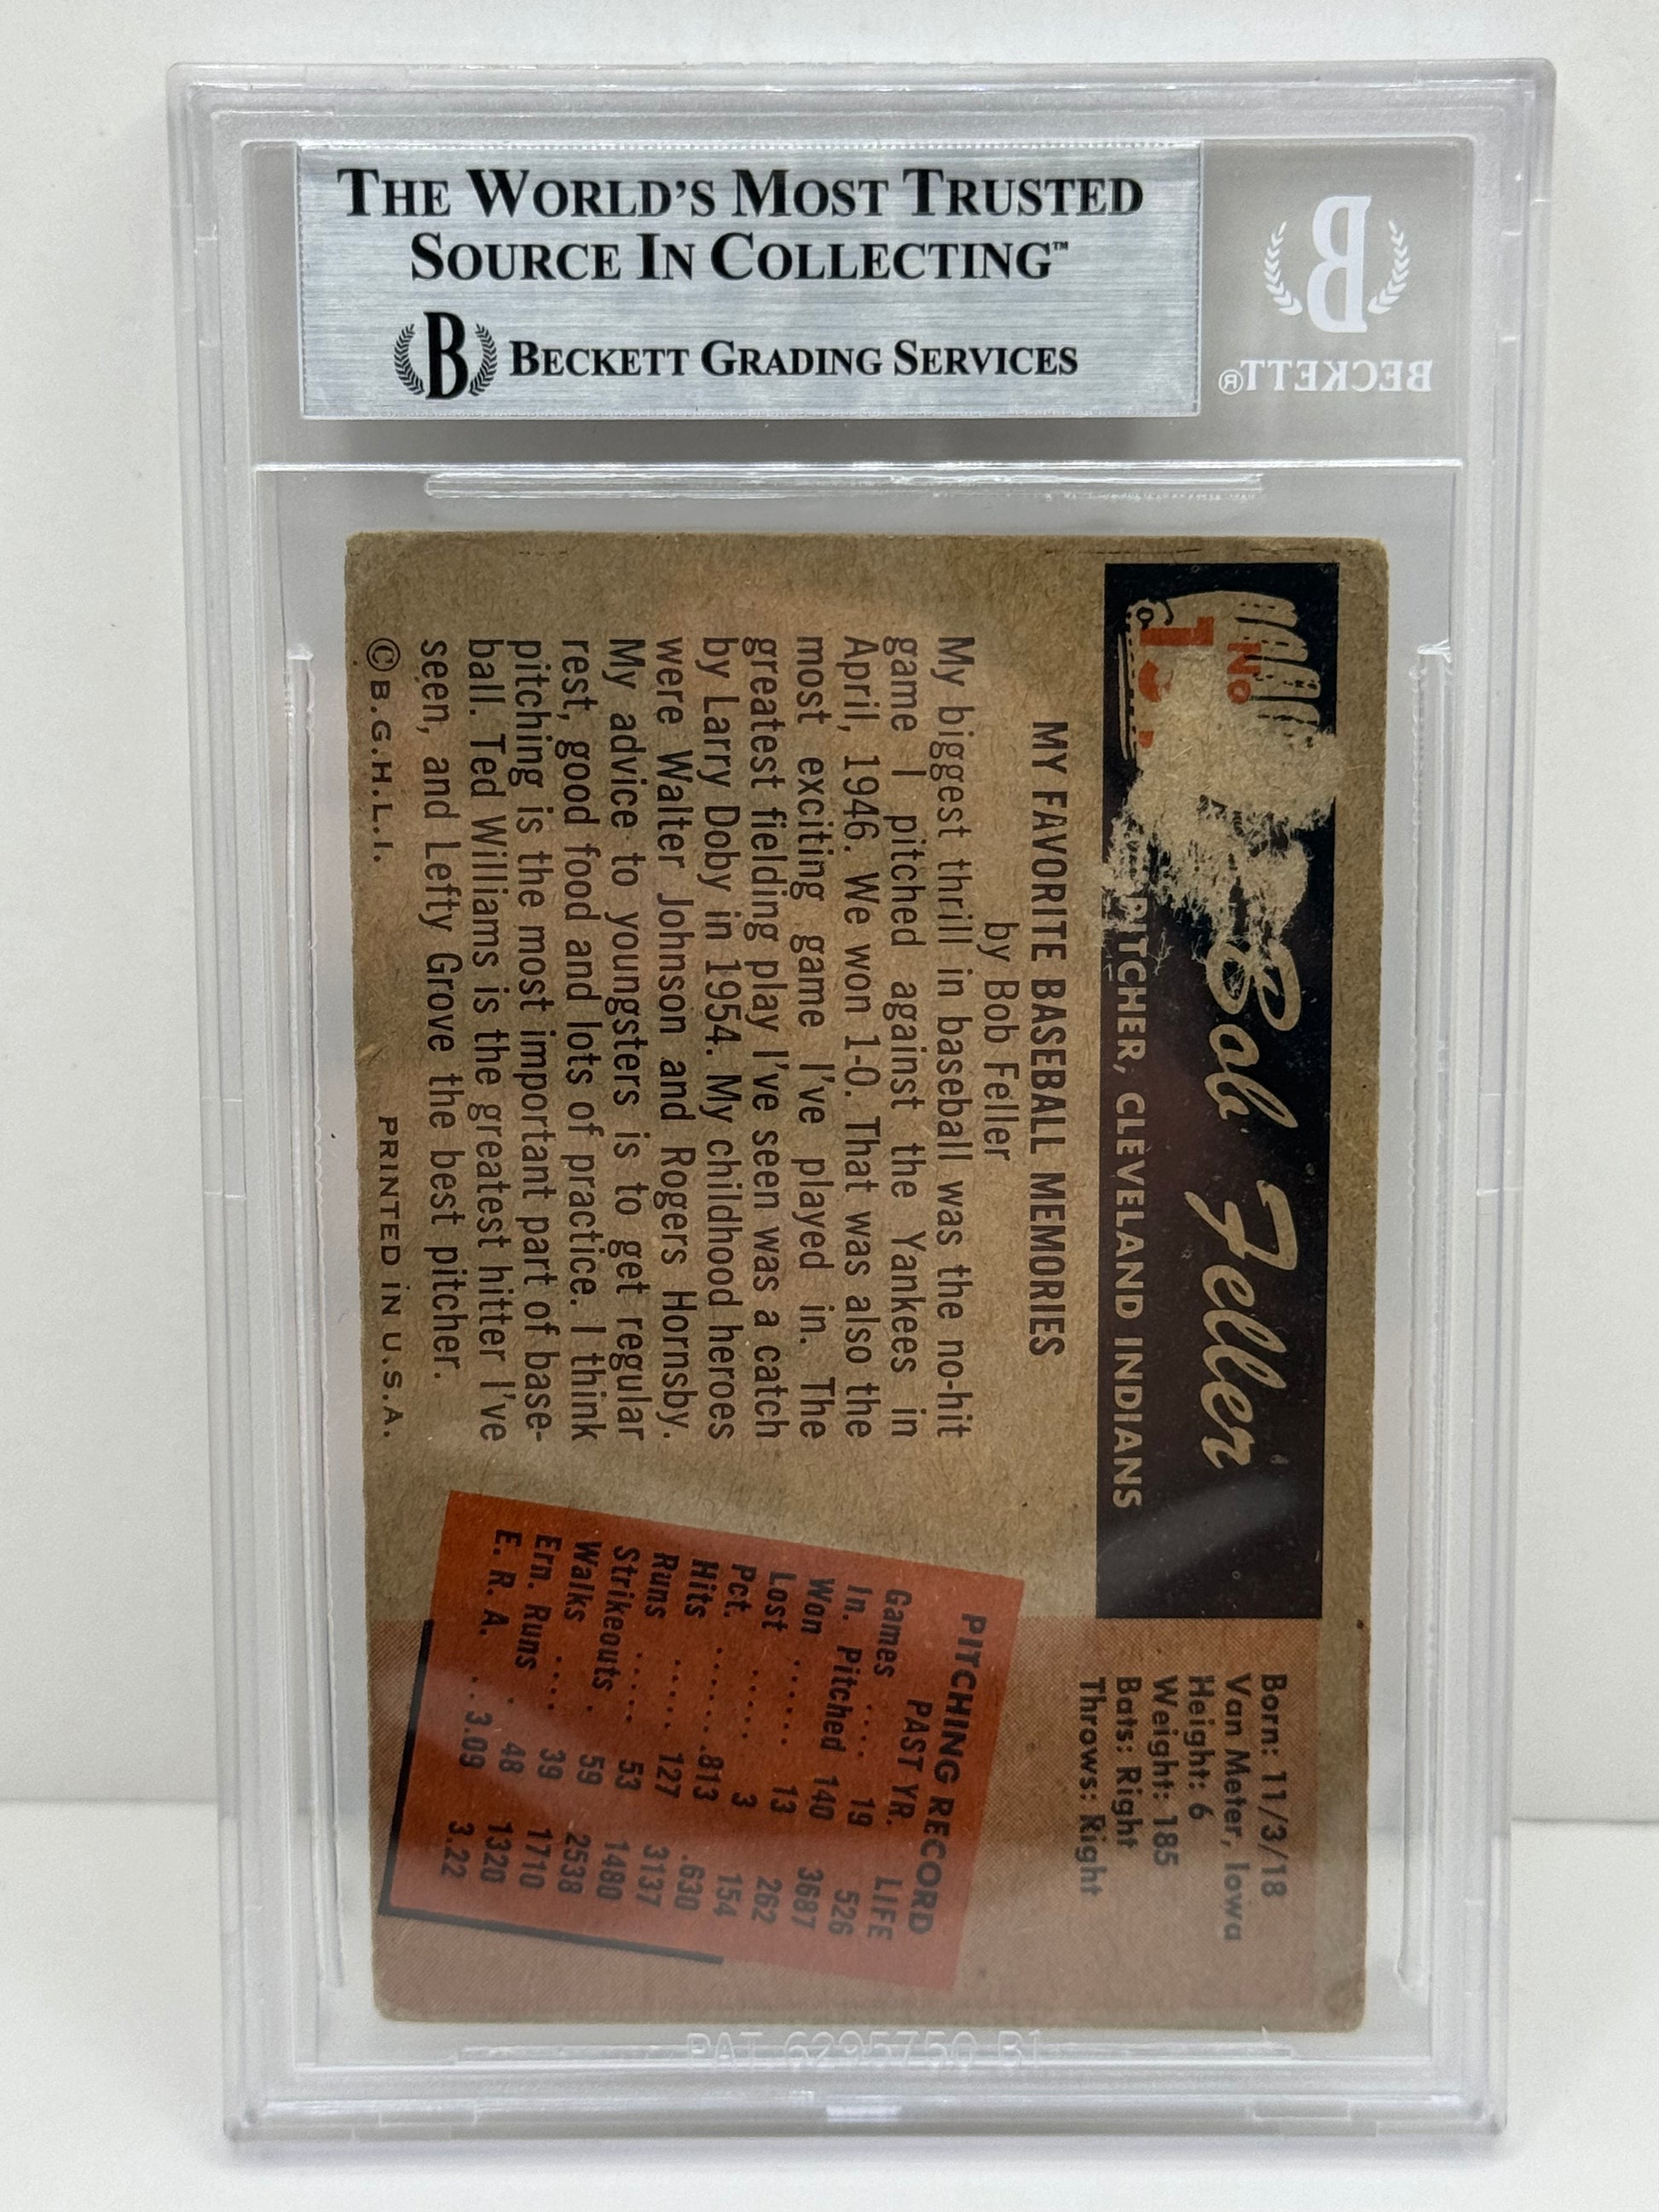 THE WORLD'S MOST TRUSTED
SOURCE IN COLLECTING™
B BECKETT GRADING SERVICES
B
BECKETT®
No
Bob Feller
PITCHER, CLEVELAND INDIANS
Born: 11/3/18
Van Meter, Iowa
Height: 6
Weight: 185
Bats: Right
Throws: Right
MY FAVORITE BASEBALL MEMORIES
by Bob Feller
My biggest thrill in baseball was the no-hit
game I pitched against the Yankees in
April, 1946. We won 1-0. That was also the
most exciting game I've played in. The
greatest fielding play I've seen was a catch
by Larry Doby in 1954. My childhood heroes
were Walter Johnson and Rogers Hornsby.
My advice to youngsters is to get regular
rest, good food and lots of practice. I think
pitching is the most important part of base-
ball. Ted Williams is the greatest hitter I've
seen, and Lefty Grove the best pitcher.
© B.G.H.L.I. PRINTED IN U.S.A.
PITCHING RECORD
PAST YR. LIFE
Games .... 19 526
In. Pitched 140 3687
Won ...... 13 262
Lost ...... 3 154
Pct. ...... .813 .630
Hits ...... 127 3137
Runs ..... 53 1480
Strikeouts . 59 2538
Walks .... 39 1710
Ern. Runs . 48 1320
E. R. A. .. 3.09 3.22
PAT 6295750 B1